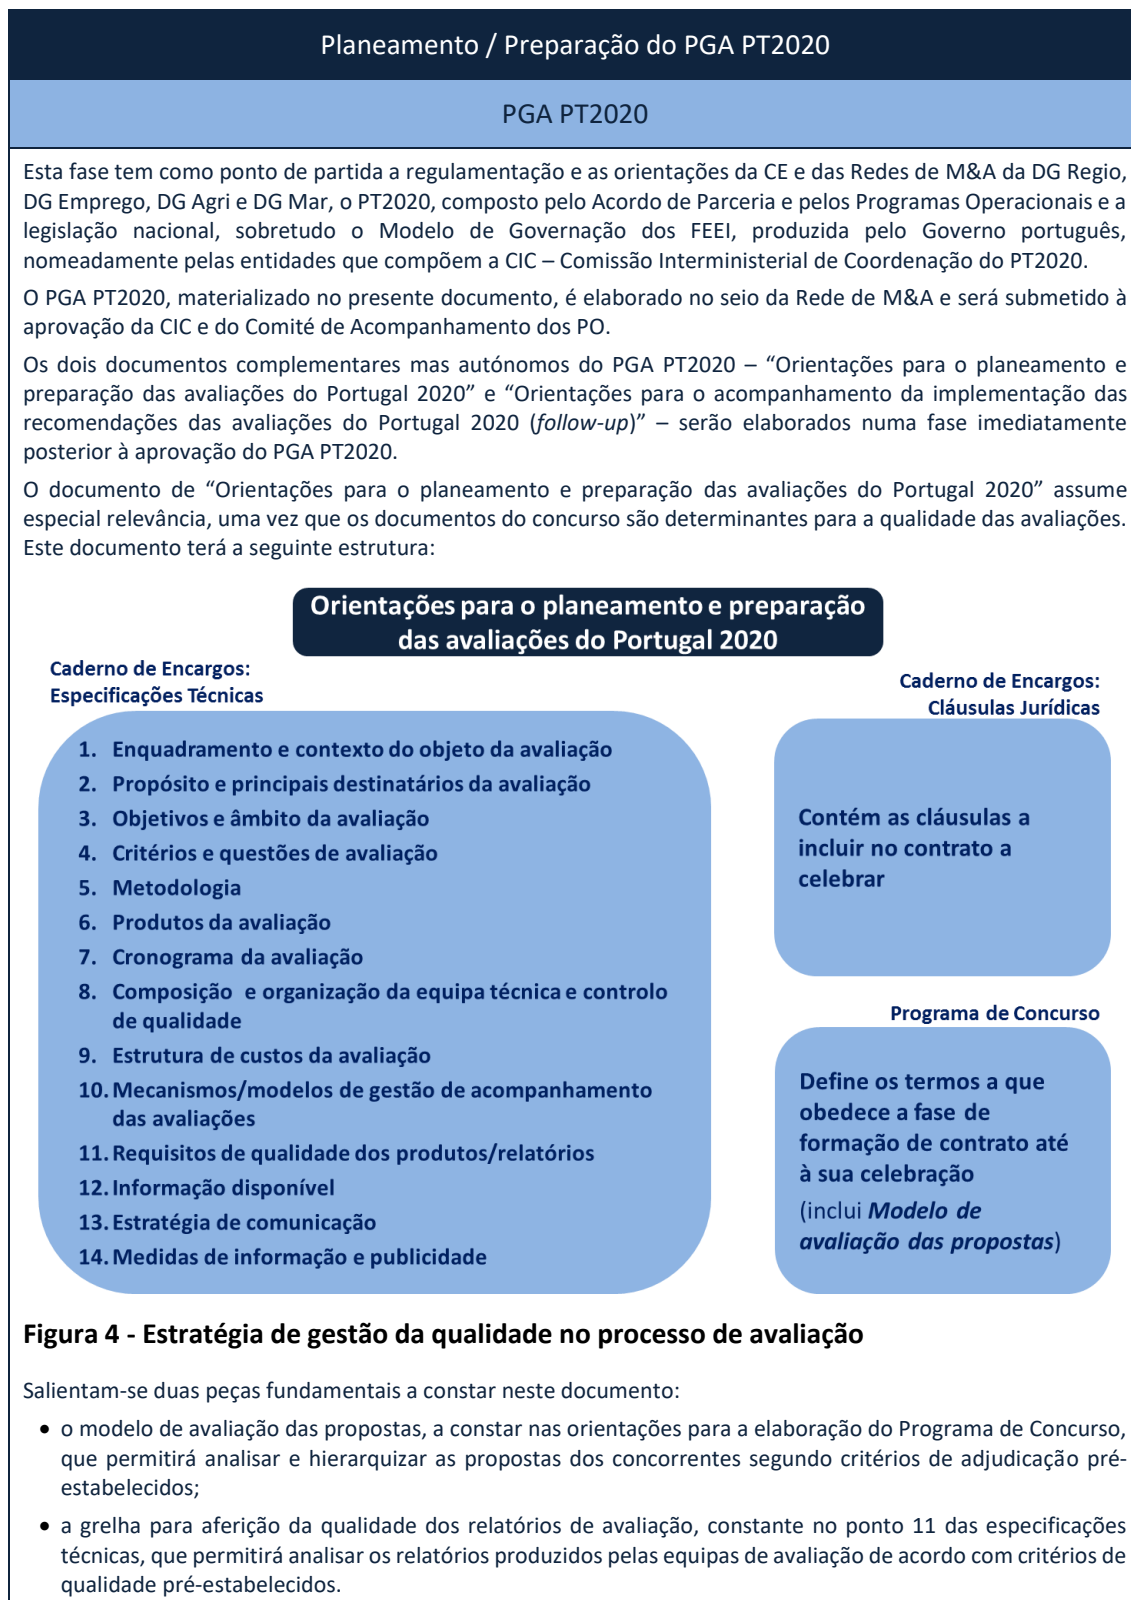 Planeamento / Preparação do PGA PT2020
PGA PT2020
Esta fase tem como ponto de partida a regulamentação e as orientações da CE e das Redes de M&A da DG Regio,
DG Emprego, DG Agri e DG Mar, o PT2020, composto pelo Acordo de Parceria e pelos Programas Operacionais e a
legislação nacional, sobretudo o Modelo de Governação dos FEEI, produzida pelo Governo português,
nomeadamente pelas entidades que compõem a CIC – Comissão Interministerial de Coordenação do PT2020.
O PGA PT2020, materializado no presente documento, é elaborado no seio da Rede de M&A e será submetido à
aprovação da CIC e do Comité de Acompanhamento dos PO.
Os dois documentos complementares mas autónomos do PGA PT2020 – “Orientações para o planeamento e
preparação das avaliações do Portugal 2020” e “Orientações para o acompanhamento da implementação das
recomendações das avaliações do Portugal 2020 (follow-up)” – serão elaborados numa fase imediatamente
posterior à aprovação do PGA PT2020.
O documento de “Orientações para o planeamento e preparação das avaliações do Portugal 2020” assume
especial relevância, uma vez que os documentos do concurso são determinantes para a qualidade das avaliações.
Este documento terá a seguinte estrutura:
Orientações para o planeamento e preparação
das avaliações do Portugal 2020
Caderno de Encargos:
Especificações Técnicas
1. Enquadramento e contexto do objeto da avaliação
2. Propósito e principais destinatários da avaliação
3. Objetivos e âmbito da avaliação
4. Critérios e questões de avaliação
5. Metodologia
6. Produtos da avaliação
7. Cronograma da avaliação
8. Composição e organização da equipa técnica e controlo
de qualidade
9. Estrutura de custos da avaliação
10. Mecanismos/modelos de gestão de acompanhamento
das avaliações
11. Requisitos de qualidade dos produtos/relatórios
12. Informação disponível
13. Estratégia de comunicação
14. Medidas de informação e publicidade
Caderno de Encargos:
Cláusulas Jurídicas
Contém as cláusulas a
incluir no contrato a
celebrar
Programa de Concurso
Define os termos a que
obedece a fase de
formação de contrato até
à sua celebração
(inclui Modelo de
avaliação das propostas)
Figura 4 - Estratégia de gestão da qualidade no processo de avaliação
Salientam-se duas peças fundamentais a constar neste documento:
• o modelo de avaliação das propostas, a constar nas orientações para a elaboração do Programa de Concurso,
que permitirá analisar e hierarquizar as propostas dos concorrentes segundo critérios de adjudicação pré-
estabelecidos;
• a grelha para aferição da qualidade dos relatórios de avaliação, constante no ponto 11 das especificações
técnicas, que permitirá analisar os relatórios produzidos pelas equipas de avaliação de acordo com critérios de
qualidade pré-estabelecidos.